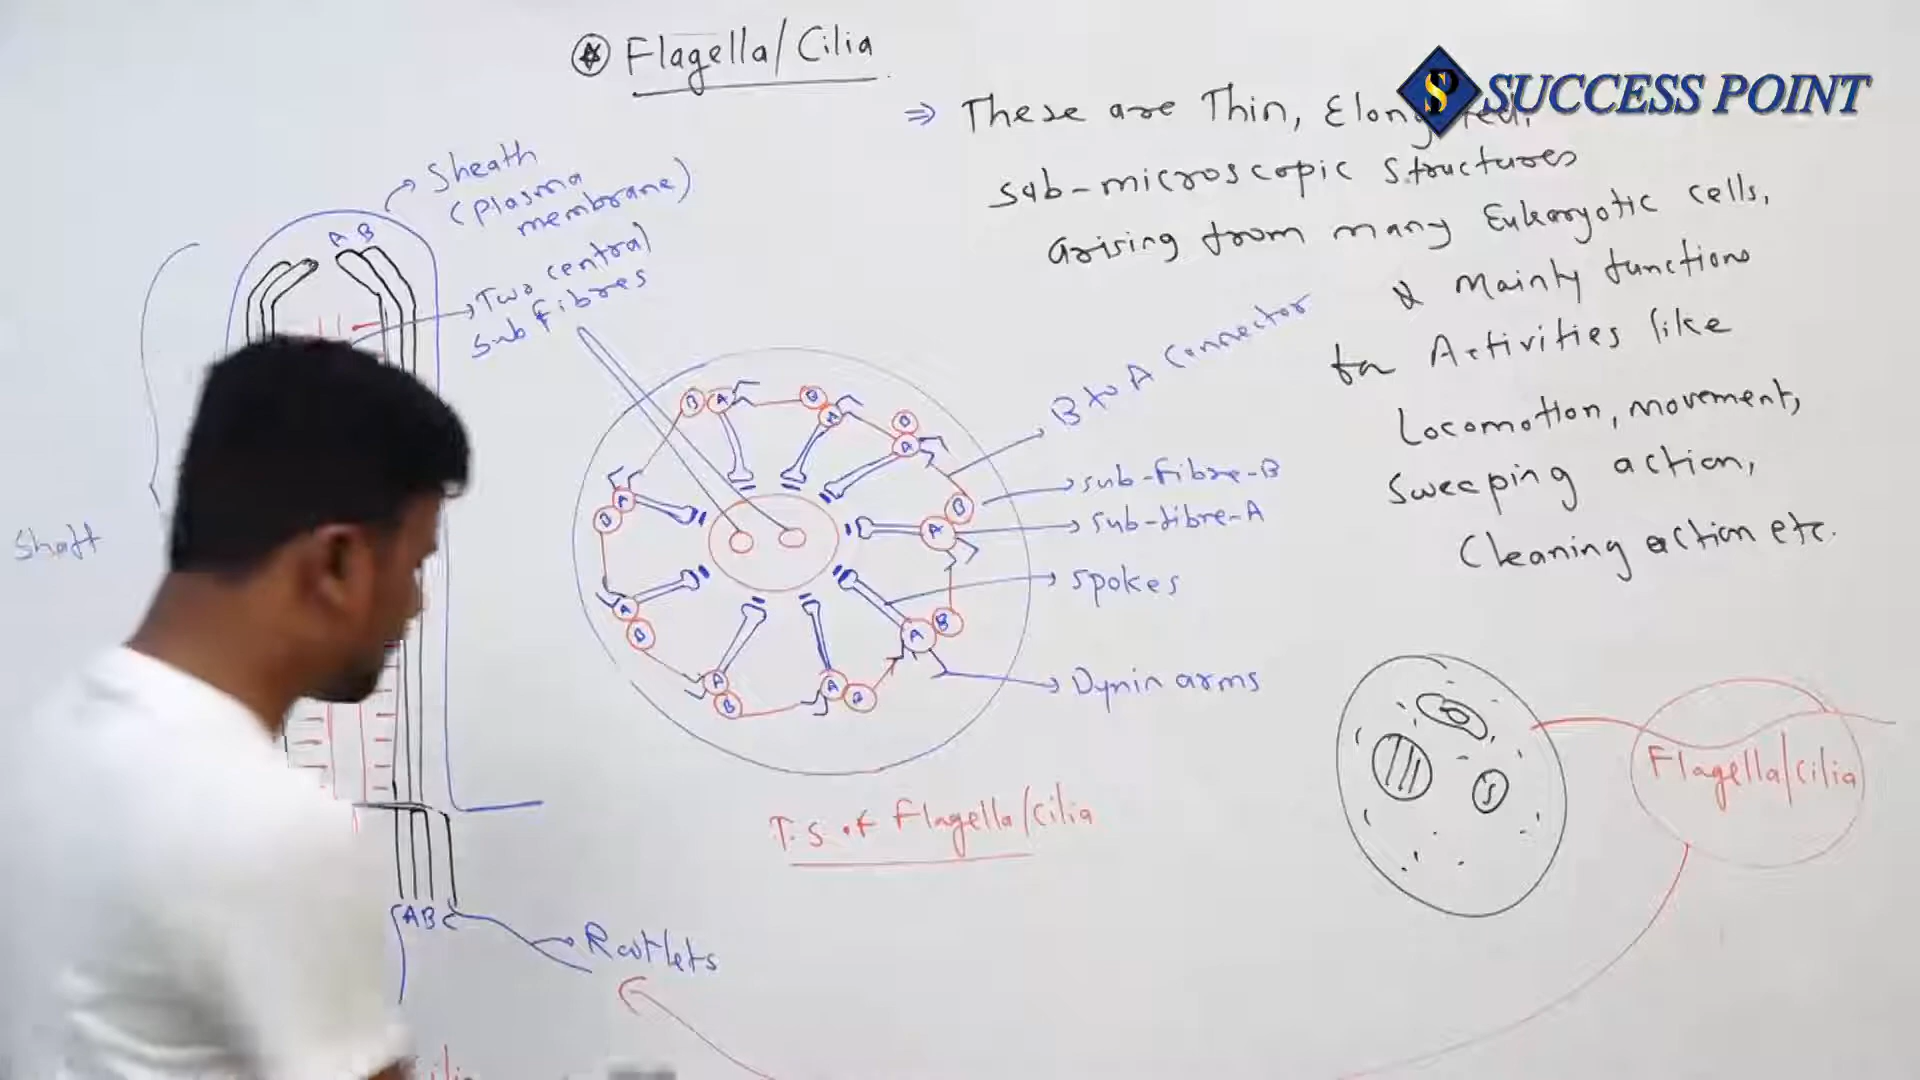 Flagella/Cilia
SUCCESS POINT
⇒ These are Thin,
sub-microscopic structures
arising from many Eukaryotic cells,
& Mainly functions
for Activities like
Locomotion, movement,
sweeping action,
Cleaning action etc.
Sheath
(plasma
membrane)
A B
Two central
sub fibres
Shaft
B to A Connector
sub-fibre-B
sub-fibre-A
spokes
Dynin arms
B A
B A
B A
A B
A B
A B
A B
A B
A B
T.S. of Flagella/Cilia
Flagella/Cilia
A B C
Rootlets